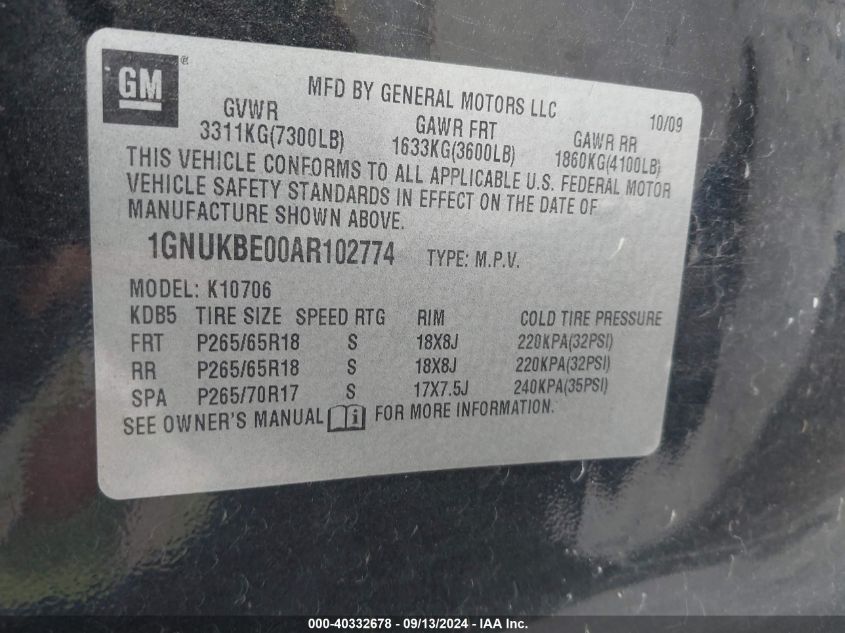 GM ®
MFD BY GENERAL MOTORS LLC
10/09
GVWR GAWR FRT GAWR RR
3311KG(7300LB) 1633KG(3600LB) 1860KG(4100LB)
THIS VEHICLE CONFORMS TO ALL APPLICABLE U.S. FEDERAL MOTOR
VEHICLE SAFETY STANDARDS IN EFFECT ON THE DATE OF
MANUFACTURE SHOWN ABOVE.
1GNUKBE00AR102774 TYPE: M.P.V.
MODEL: K10706
KDB5 TIRE SIZE SPEED RTG RIM COLD TIRE PRESSURE
FRT P265/65R18 S 18X8J 220KPA(32PSI)
RR P265/65R18 S 18X8J 220KPA(32PSI)
SPA P265/70R17 S 17X7.5J 240KPA(35PSI)
SEE OWNER'S MANUAL i FOR MORE INFORMATION.
000-40332678 - 09/13/2024 - IAA Inc.